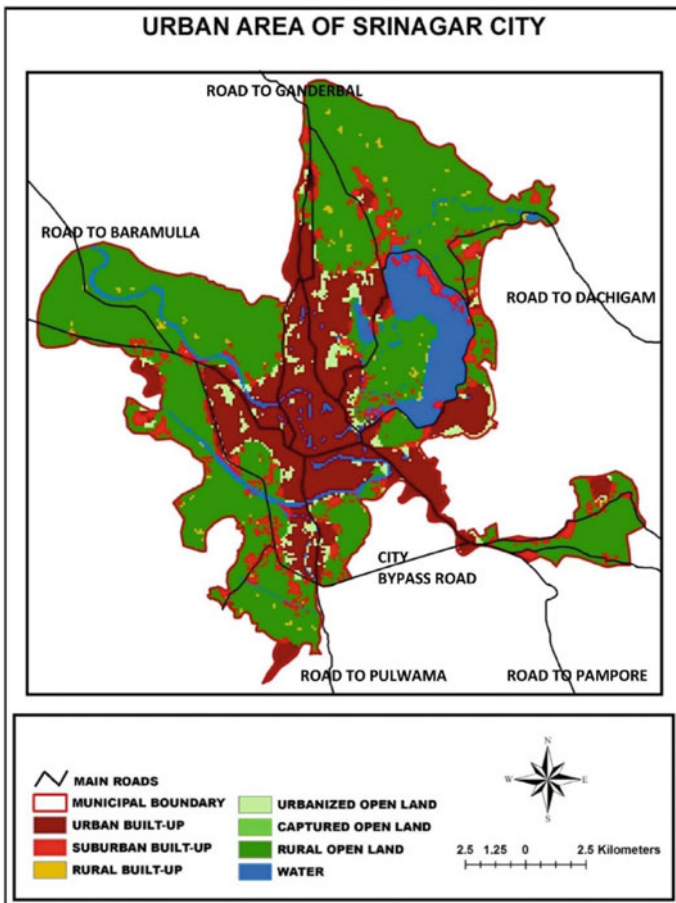 URBAN AREA OF SRINAGAR CITY
ROAD TO GANDERBAL
ROAD TO BARAMULLA
ROAD TO DACHIGAM
CITY
BYPASS ROAD
ROAD TO PULWAMA
ROAD TO PAMPORE
MAIN ROADS
MUNICIPAL BOUNDARY
URBAN BUILT-UP
SUBURBAN BUILT-UP
RURAL BUILT-UP
URBANIZED OPEN LAND
CAPTURED OPEN LAND
RURAL OPEN LAND
WATER
N
W E
S
2.5 1.25 0 2.5 Kilometers